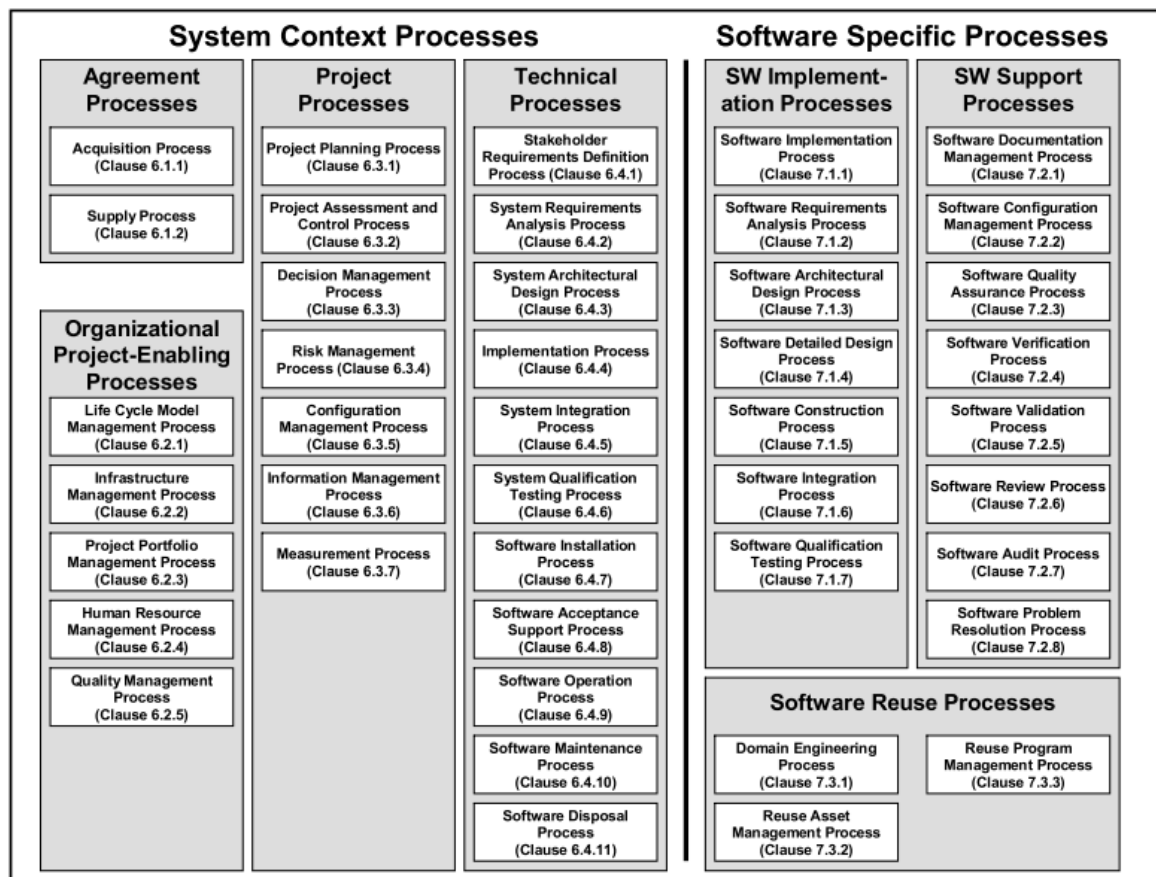 System Context Processes
Software Specific Processes
Agreement
Processes
Acquisition Process
(Clause 6.1.1)
Supply Process
(Clause 6.1.2)
Organizational
Project-Enabling
Processes
Life Cycle Model
Management Process
(Clause 6.2.1)
Infrastructure
Management Process
(Clause 6.2.2)
Project Portfolio
Management Process
(Clause 6.2.3)
Human Resource
Management Process
(Clause 6.2.4)
Quality Management
Process
(Clause 6.2.5)
Project
Processes
Project Planning Process
(Clause 6.3.1)
Project Assessment and
Control Process
(Clause 6.3.2)
Decision Management
Process
(Clause 6.3.3)
Risk Management
Process (Clause 6.3.4)
Configuration
Management Process
(Clause 6.3.5)
Information Management
Process
(Clause 6.3.6)
Measurement Process
(Clause 6.3.7)
Technical
Processes
Stakeholder
Requirements Definition
Process (Clause 6.4.1)
System Requirements
Analysis Process
(Clause 6.4.2)
System Architectural
Design Process
(Clause 6.4.3)
Implementation Process
(Clause 6.4.4)
System Integration
Process
(Clause 6.4.5)
System Qualification
Testing Process
(Clause 6.4.6)
Software Installation
Process
(Clause 6.4.7)
Software Acceptance
Support Process
(Clause 6.4.8)
Software Operation
Process
(Clause 6.4.9)
Software Maintenance
Process
(Clause 6.4.10)
Software Disposal
Process
(Clause 6.4.11)
SW Implement-
ation Processes
Software Implementation
Process
(Clause 7.1.1)
Software Requirements
Analysis Process
(Clause 7.1.2)
Software Architectural
Design Process
(Clause 7.1.3)
Software Detailed Design
Process
(Clause 7.1.4)
Software Construction
Process
(Clause 7.1.5)
Software Integration
Process
(Clause 7.1.6)
Software Qualification
Testing Process
(Clause 7.1.7)
SW Support
Processes
Software Documentation
Management Process
(Clause 7.2.1)
Software Configuration
Management Process
(Clause 7.2.2)
Software Quality
Assurance Process
(Clause 7.2.3)
Software Verification
Process
(Clause 7.2.4)
Software Validation
Process
(Clause 7.2.5)
Software Review Process
(Clause 7.2.6)
Software Audit Process
(Clause 7.2.7)
Software Problem
Resolution Process
(Clause 7.2.8)
Software Reuse Processes
Domain Engineering
Process
(Clause 7.3.1)
Reuse Asset
Management Process
(Clause 7.3.2)
Reuse Program
Management Process
(Clause 7.3.3)